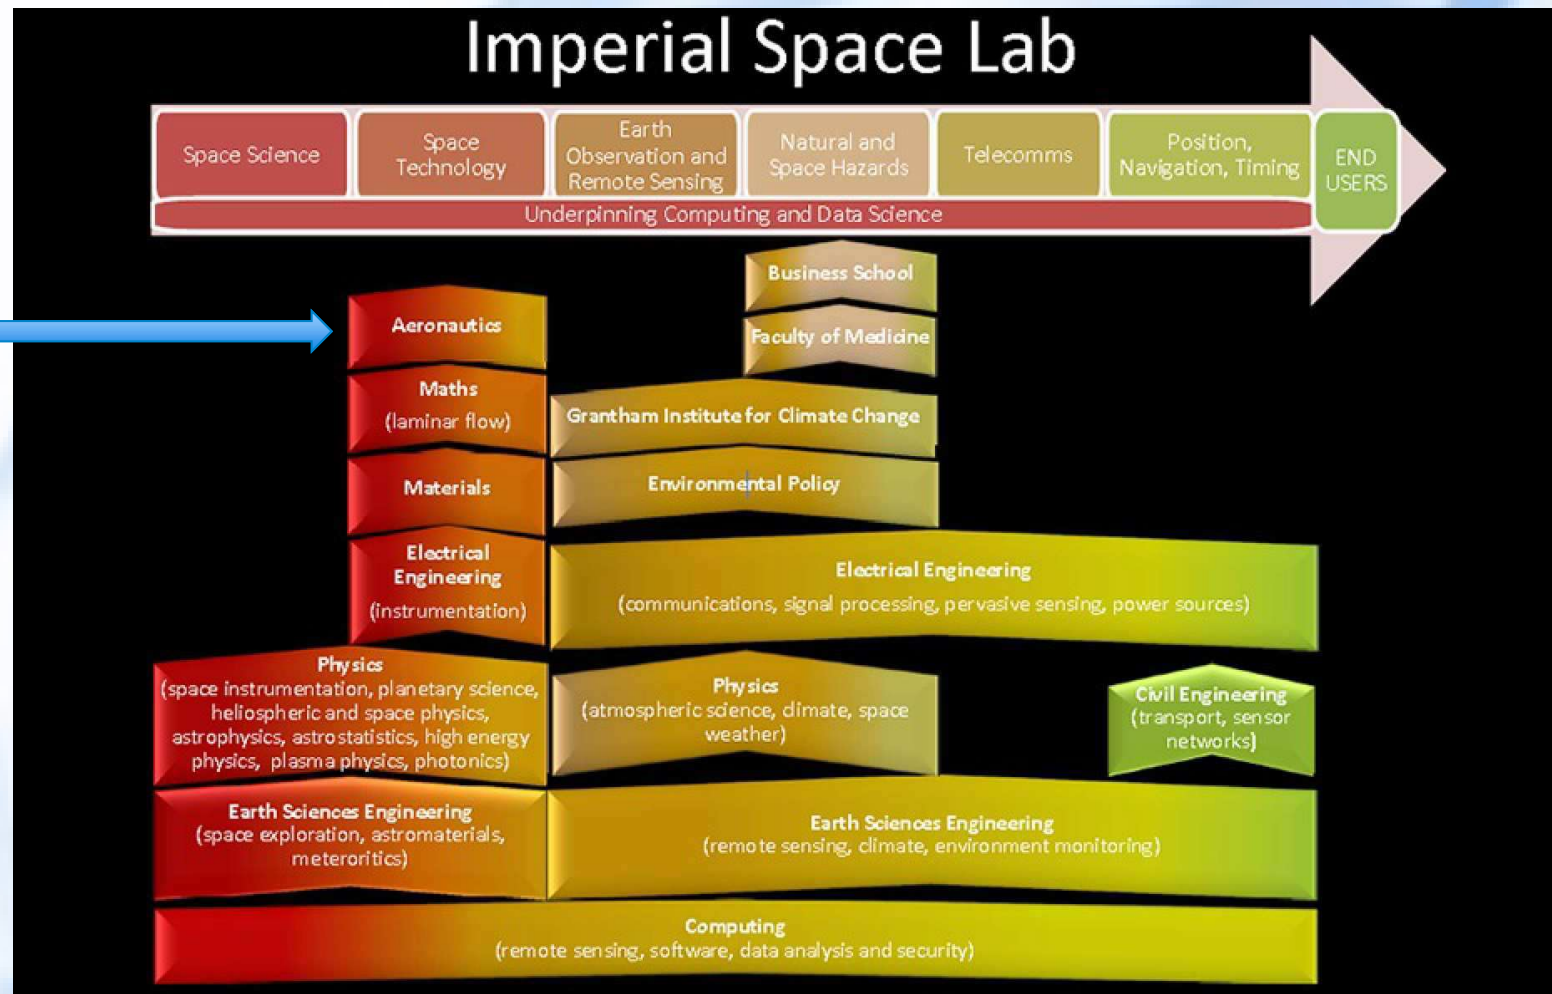 Imperial Space Lab
Space Science
Space
Technology
Earth
Observation and
Remote Sensing
Natural and
Space Hazards
Telecomms
Position,
Navigation, Timing
END
USERS
Underpinning Computing and Data Science
Business School
Aeronautics
Faculty of Medicine
Maths
(laminar flow)
Grantham Institute for Climate Change
Materials
Environmental Policy
Electrical
Engineering
(instrumentation)
Electrical Engineering
(communications, signal processing, pervasive sensing, power sources)
Physics
(space instrumentation, planetary science,
heliospheric and space physics,
astrophysics, astrostatistics, high energy
physics, plasma physics, photonics)
Physics
(atmospheric science, climate, space
weather)
Civil Engineering
(transport, sensor
networks)
Earth Sciences Engineering
(space exploration, astromaterials,
meteroritics)
Earth Sciences Engineering
(remote sensing, climate, environment monitoring)
Computing
(remote sensing, software, data analysis and security)